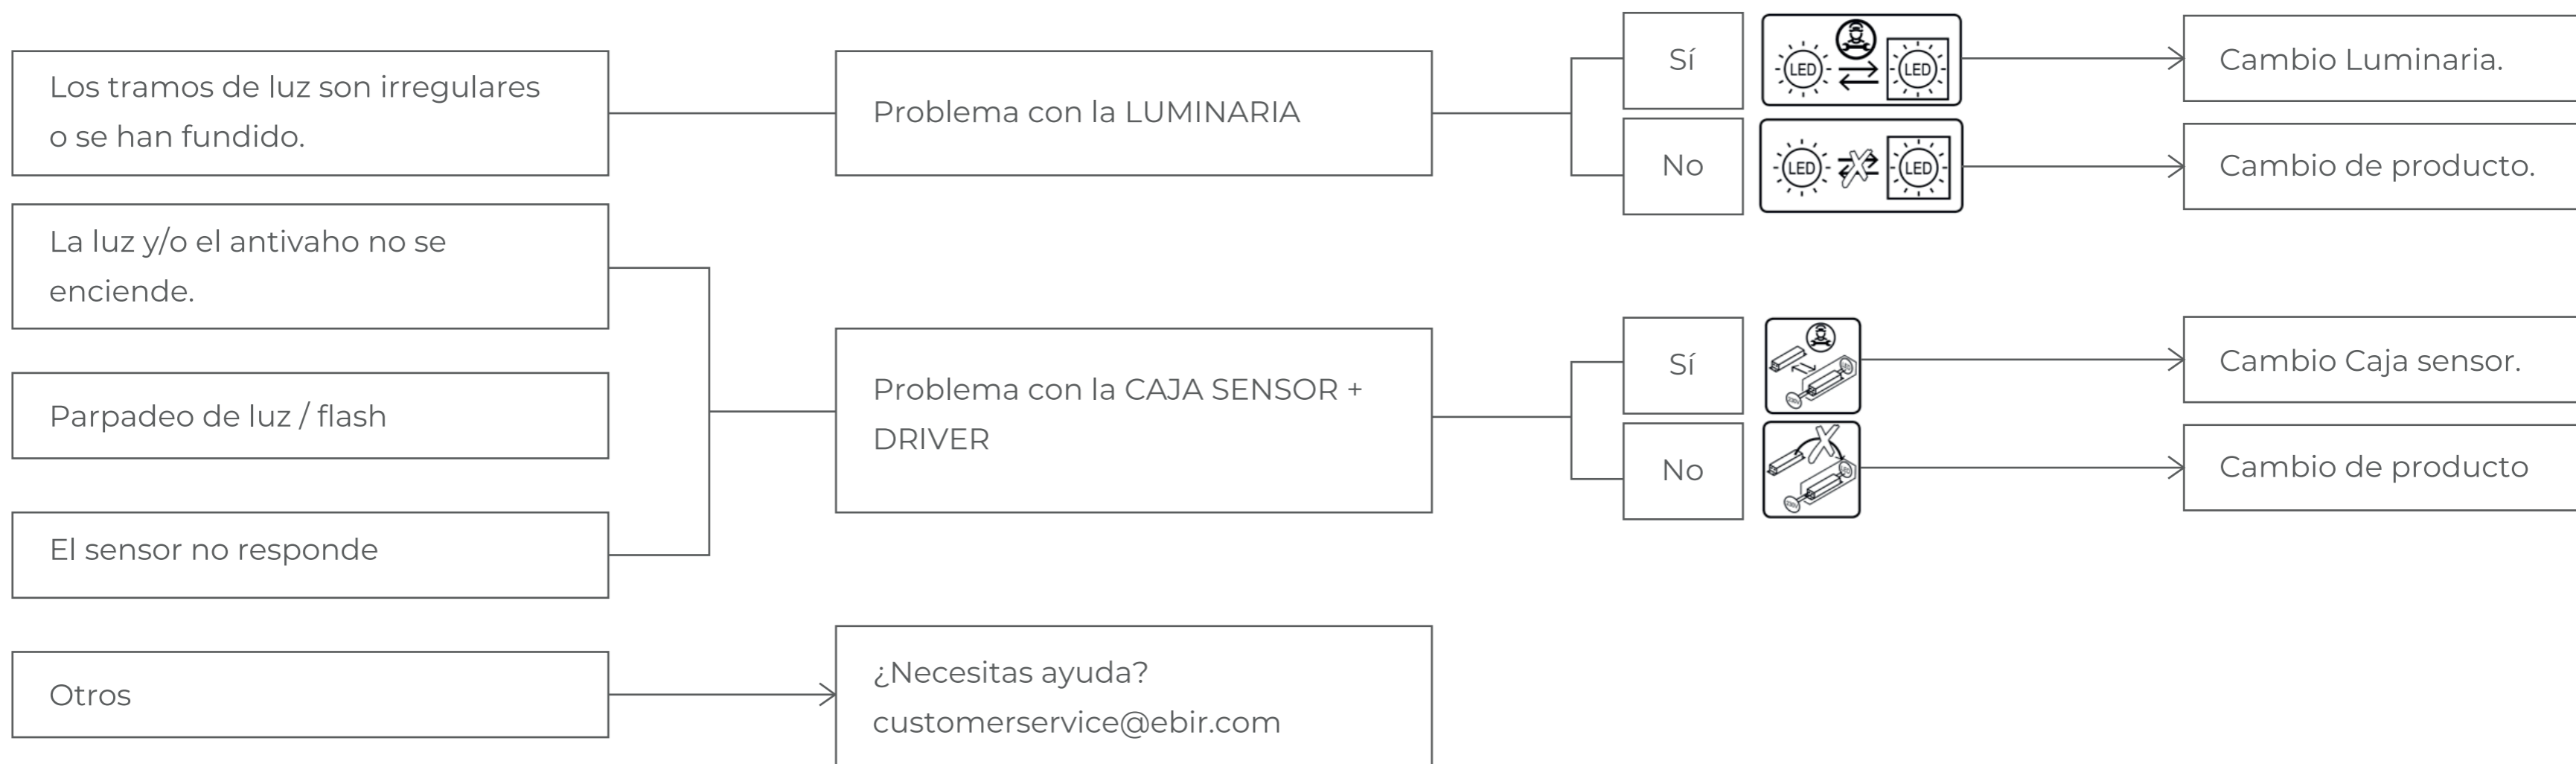 Los tramos de luz son irregulares
o se han fundido.
Problema con la LUMINARIA
Sí
LED
LED
Cambio Luminaria.
No
LED
LED
Cambio de producto.
La luz y/o el antivaho no se
enciende.
Parpadeo de luz / flash
El sensor no responde
Problema con la CAJA SENSOR +
DRIVER
Sí
Cambio Caja sensor.
No
Cambio de producto
Otros
¿Necesitas ayuda?
customerservice@ebir.com